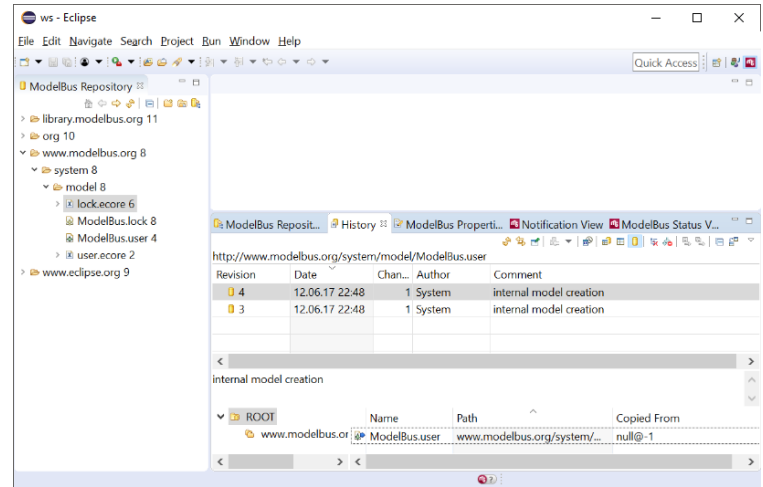 ws - Eclipse
File Edit Navigate Search Project Run Window Help
Quick Access
ModelBus Repository
library.modelbus.org 11
org 10
www.modelbus.org 8
system 8
model 8
lock.ecore 6
ModelBus.lock 8
ModelBus.user 4
user.ecore 2
www.eclipse.org 9
ModelBus Reposit... History ModelBus Properti... Notification View ModelBus Status V...
http://www.modelbus.org/system/model/ModelBus.user
Revision Date Chan... Author Comment
4 12.06.17 22:48 1 System internal model creation
3 12.06.17 22:48 1 System internal model creation
internal model creation
ROOT
www.modelbus.or
Name Path Copied From
ModelBus.user www.modelbus.org/system/... null@-1